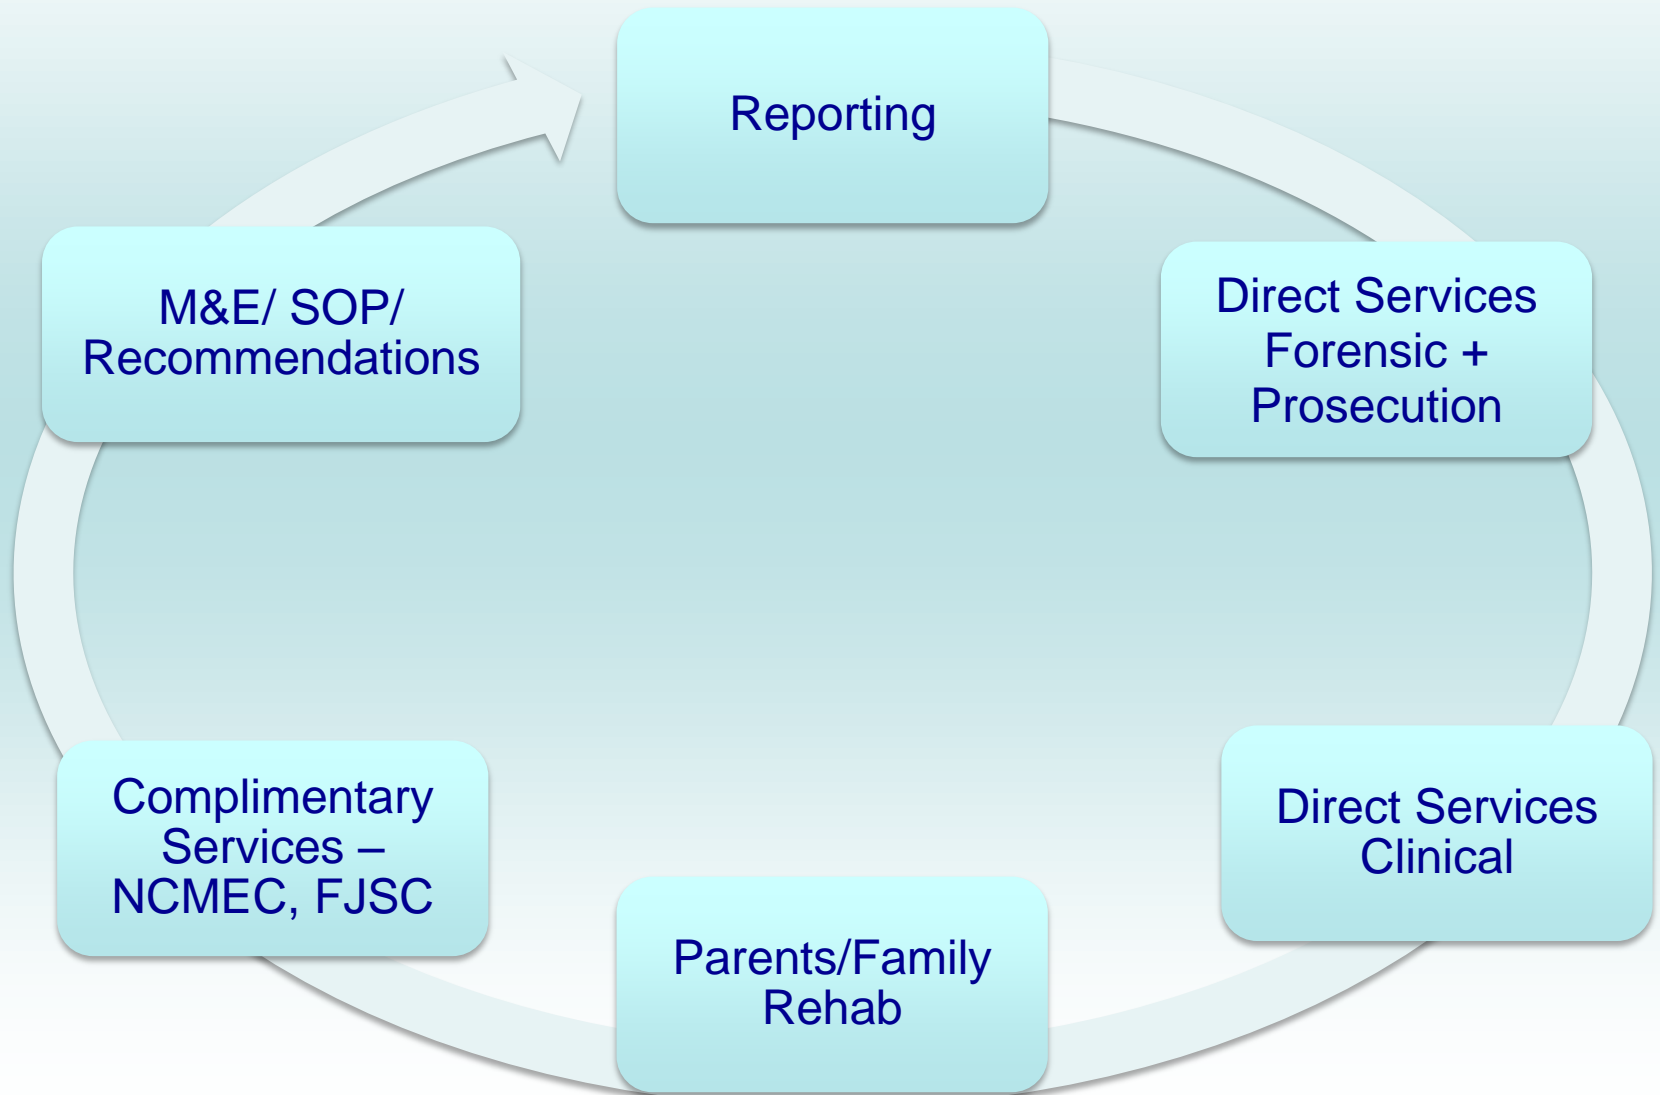 Reporting
Direct Services
Forensic +
Prosecution
Direct Services
Clinical
Parents/Family
Rehab
Complimentary
Services –
NCMEC, FJSC
M&E/ SOP/
Recommendations